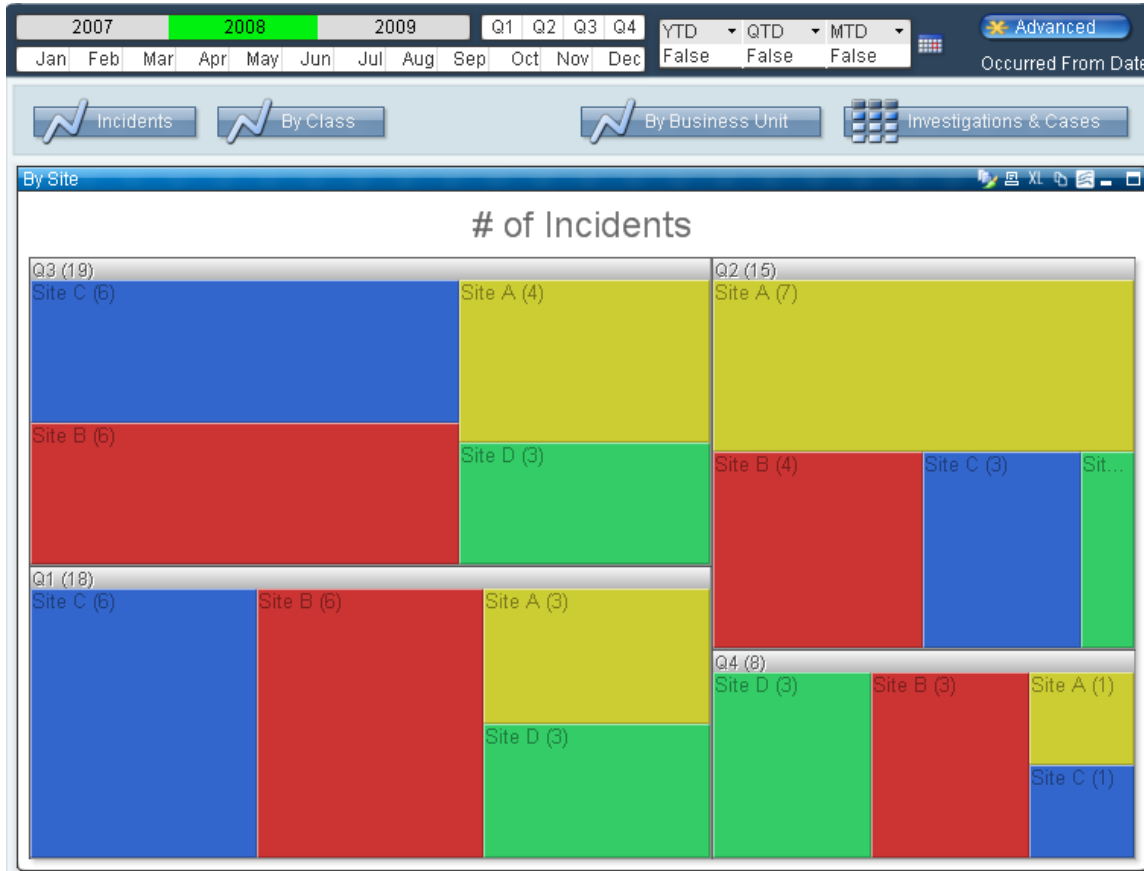 2007 2008 2009 Q1 Q2 Q3 Q4 YTD QTD MTD Advanced
Jan Feb Mar Apr May Jun Jul Aug Sep Oct Nov Dec False False False Occurred From Date
Incidents By Class By Business Unit Investigations & Cases
By Site XL
# of Incidents
Q3 (19)
Site C (6) Site A (4)
Site B (6)
Site D (3)
Q2 (15)
Site A (7)
Site B (4) Site C (3) Sit...
Q1 (18)
Site C (6) Site B (6) Site A (3)
Site D (3)
Q4 (8)
Site D (3) Site B (3) Site A (1)
Site C (1)